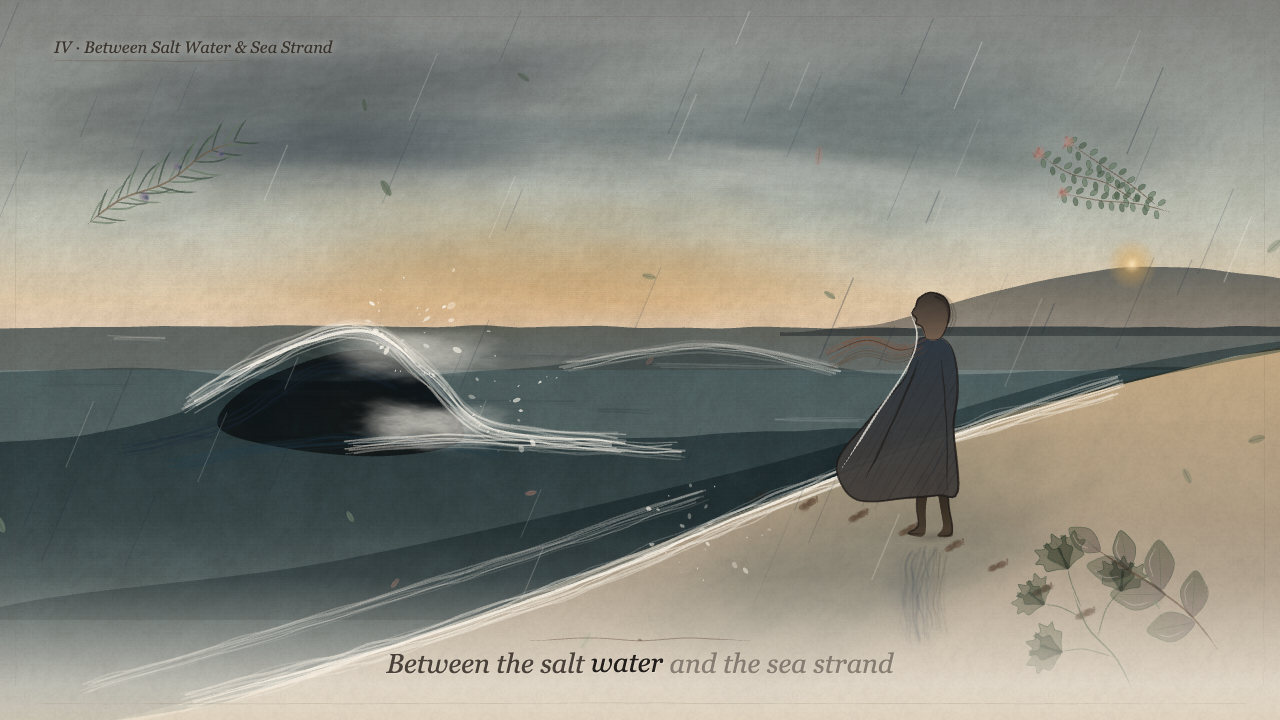 IV · Between Salt Water & Sea Strand
Between the salt water and the sea strand